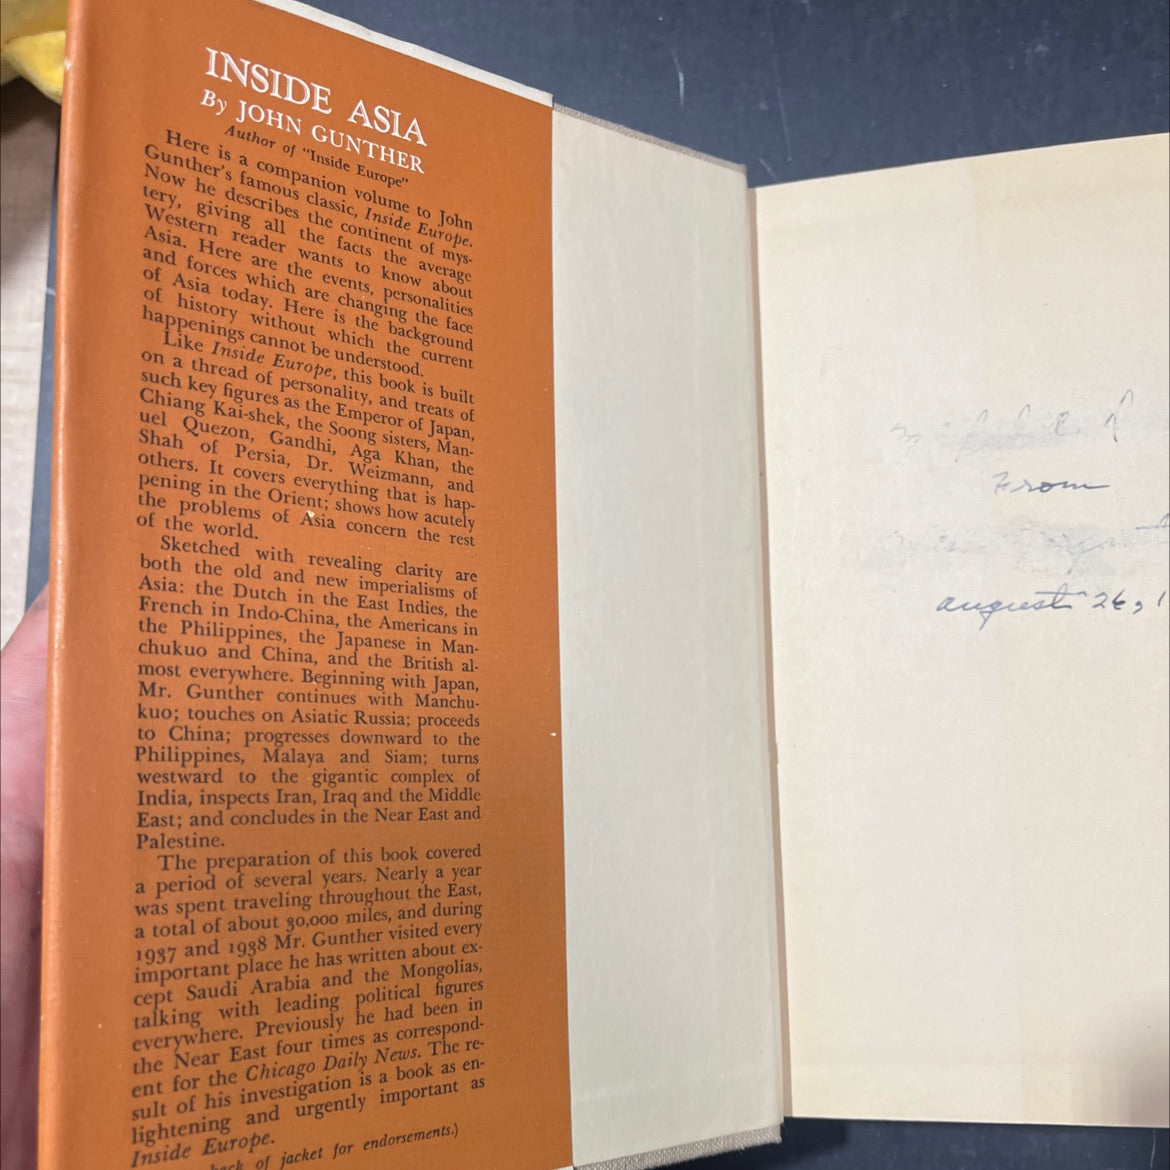 INSIDE ASIA
By JOHN GUNTHER
Author of "Inside Europe"
Here is a companion volume to John
Gunther's famous classic, Inside Europe.
Now he describes the continent of mys-
tery, giving all the facts the average
Western reader wants to know about
Asia. Here are the events, personalities
and forces which are changing the face
of Asia today. Here is the background
of history without which the current
happenings cannot be understood.
Like Inside Europe, this book is built
on a thread of personality, and treats of
such key figures as the Emperor of Japan,
Chiang Kai-shek, the Soong sisters, Man-
uel Quezon, Gandhi, Aga Khan, the
Shah of Persia, Dr. Weizmann, and
others. It covers everything that is hap-
pening in the Orient; shows how acutely
the problems of Asia concern the rest
of the world.
Sketched with revealing clarity are
both the old and new imperialisms of
Asia: the Dutch in the East Indies, the
French in Indo-China, the Americans in
the Philippines, the Japanese in Man-
chukuo and China, and the British al-
most everywhere. Beginning with Japan,
Mr. Gunther continues with Manchu-
kuo; touches on Asiatic Russia; proceeds
to China; progresses downward to the
Philippines, Malaya and Siam; turns
westward to the gigantic complex of
India, inspects Iran, Iraq and the Middle
East; and concludes in the Near East and
Palestine.
The preparation of this book covered
a period of several years. Nearly a year
was spent traveling throughout the East,
a total of about 30,000 miles, and during
1937 and 1938 Mr. Gunther visited every
important place he has written about ex-
cept Saudi Arabia and the Mongolias,
talking with leading political figures
everywhere. Previously he had been in
the Near East four times as correspond-
ent for the Chicago Daily News. The re-
sult of his investigation is a book as en-
lightening and urgently important as
Inside Europe.
back of jacket for endorsements.)
From
august 26, 1